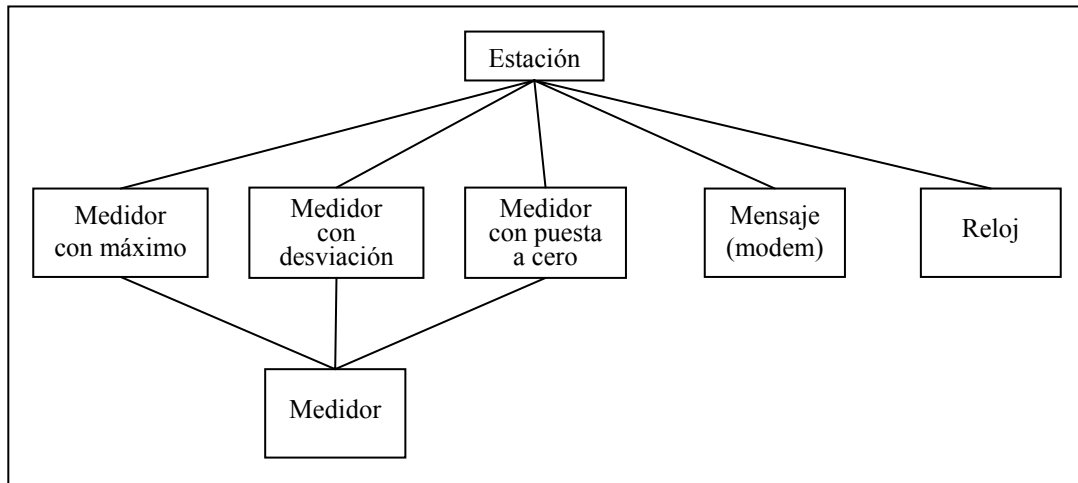 Estación
Medidor
con máximo
Medidor
con
desviación
Medidor
con puesta
a cero
Mensaje
(modem)
Reloj
Medidor